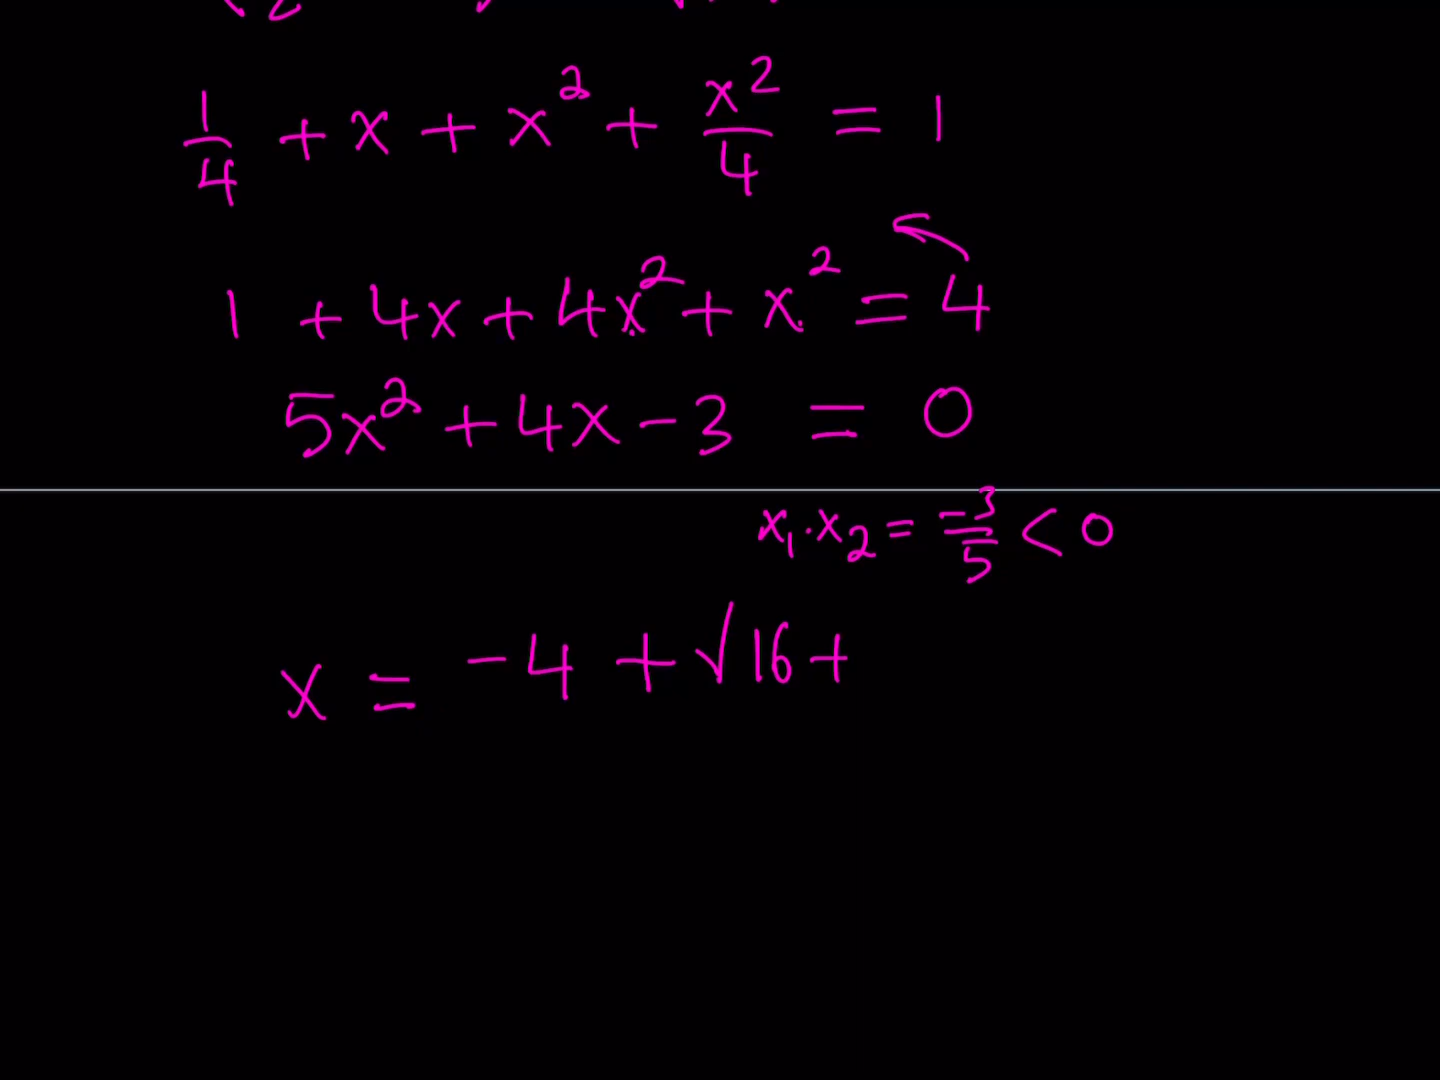 1/4 + x + x² + x²/4 = 1
1 + 4x + 4x² + x² = 4
5x² + 4x - 3 = 0
x₁·x₂ = -3/5 < 0
x = -4 + √16 +